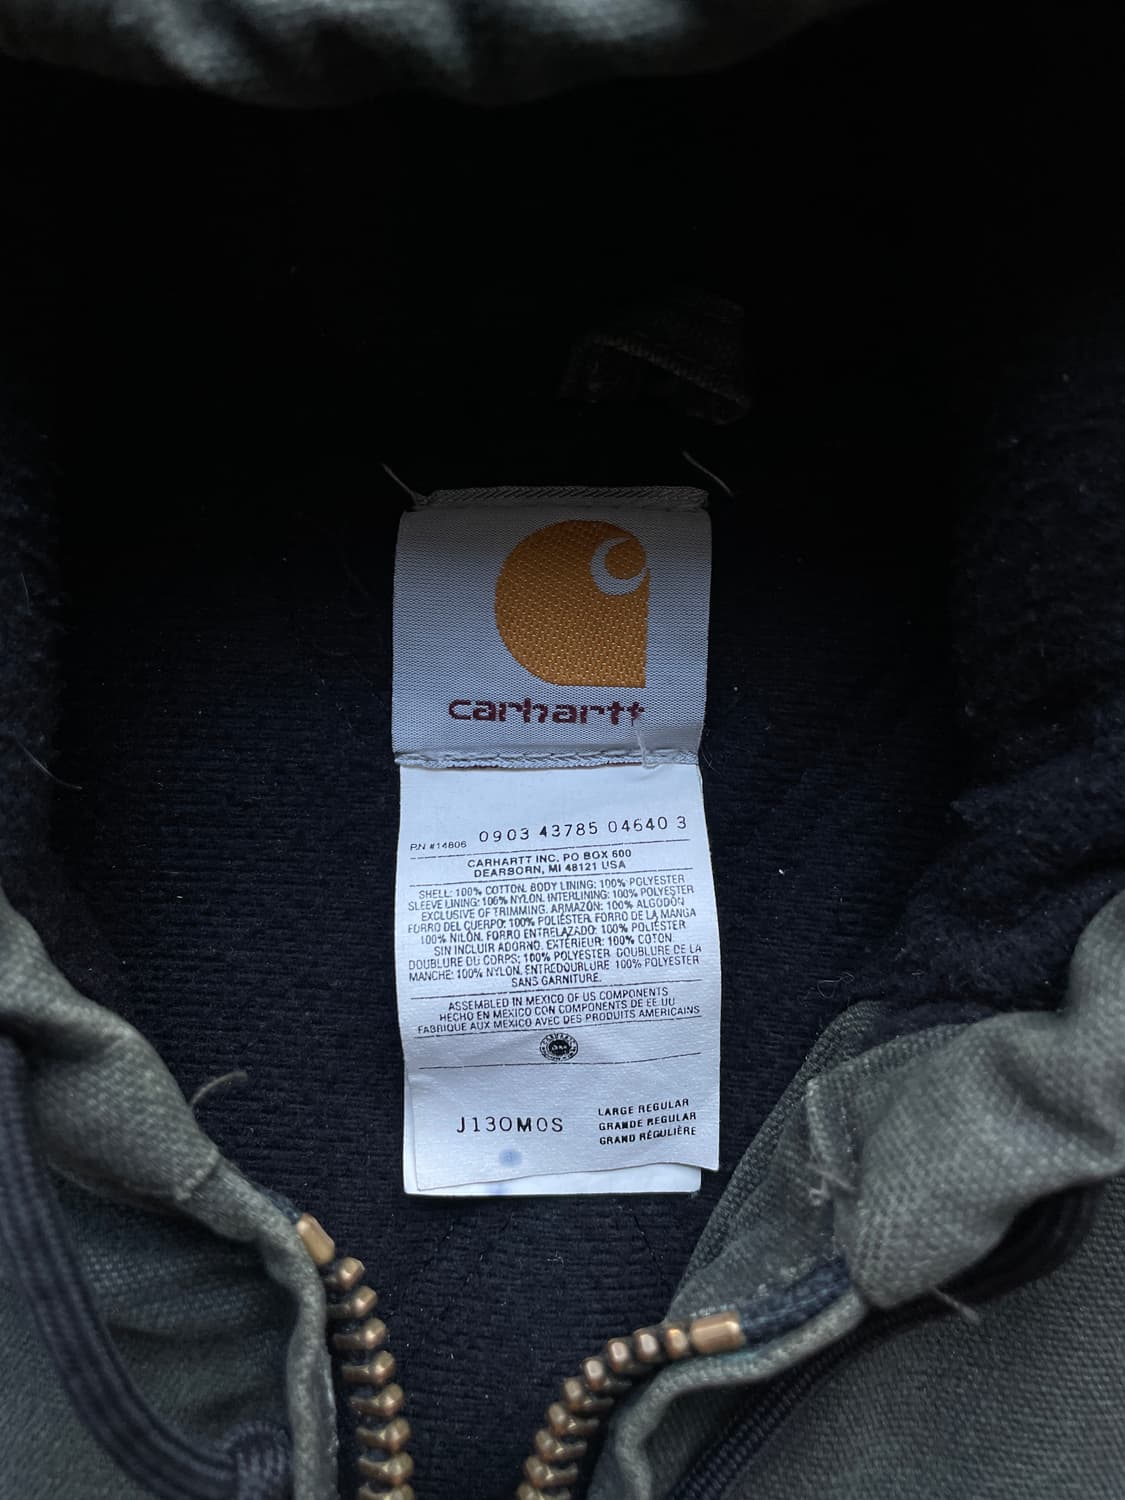 carhartt
PN #14806 0903 43785 04640 3
CARHARTT INC, PO BOX 600
DEARBORN, MI 48121 USA
SHELL: 100% COTTON. BODY LINING: 100% POLYESTER
SLEEVE LINING: 100% NYLON. INTERLINING: 100% POLYESTER
EXCLUSIVE OF TRIMMING. ARMAZÓN: 100% ALGODÓN
FORRO DEL CUERPO: 100% POLIÉSTER. FORRO DE LA MANGA
100% NILÓN. FORRO ENTRELAZADO: 100% POLIÉSTER
SIN INCLUIR ADORNO. EXTÉRIEUR: 100% COTON.
DOUBLURE DU CORPS: 100% POLYESTER. DOUBLURE DE LA
MANCHE: 100% NYLON. ENTREDOURLURE 100% POLYESTER
SANS GARNITURE.
ASSEMBLED IN MEXICO OF US COMPONENTS
HECHO EN MEXICO CON COMPONENTS DE EE.UU
FABRIQUE AUX MEXICO AVEC DES PRODUITS AMERICAINS
J130MOS
LARGE REGULAR
GRANDE REGULAR
GRAND RÉGULIÈRE